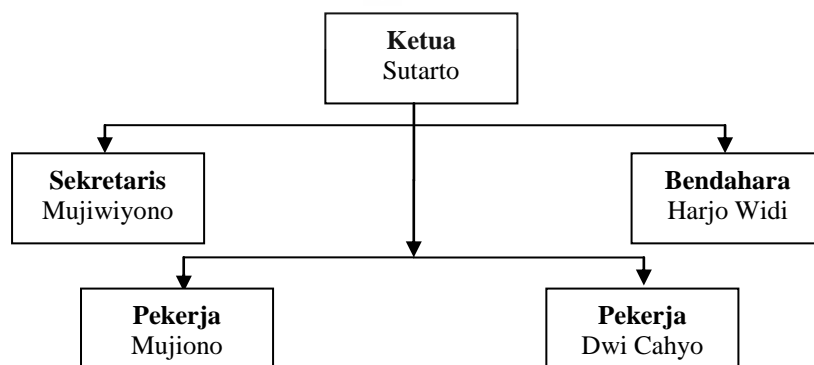 Ketua
Sutarto
Sekretaris
Mujiwiyono
Bendahara
Harjo Widi
Pekerja
Mujiono
Pekerja
Dwi Cahyo